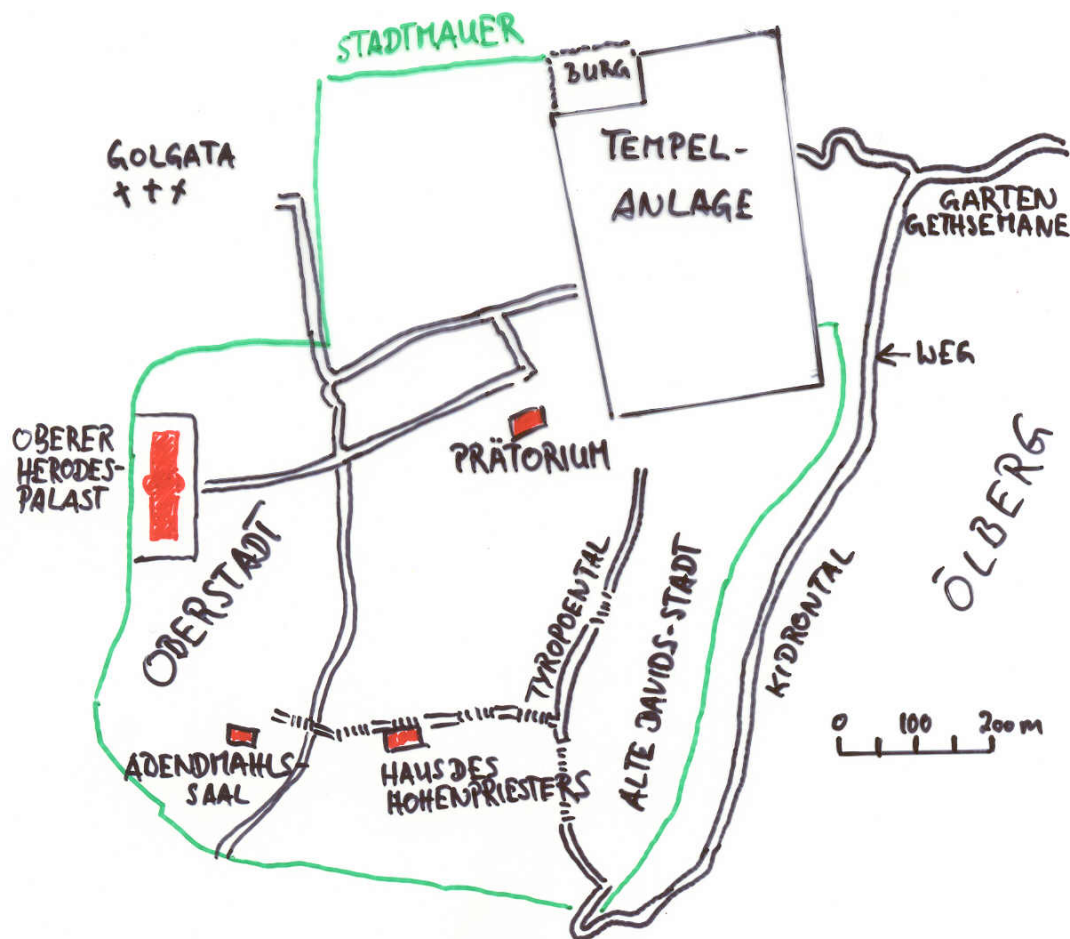 STADTMAUER
BURG
GOLGATA
TEMPEL-
ANLAGE
GARTEN
GETHSEMANE
WEG
OBERER
HERODES-
PALAST
PRÄTORIUM
OBERSTADT
TYROPOENTAL
ALTE DAVIDS-STADT
KIDRONTAL
ÖLBERG
0 100 200 m
ABENDMAHLS-
SAAL
HAUS DES
HOHENPRIESTERS